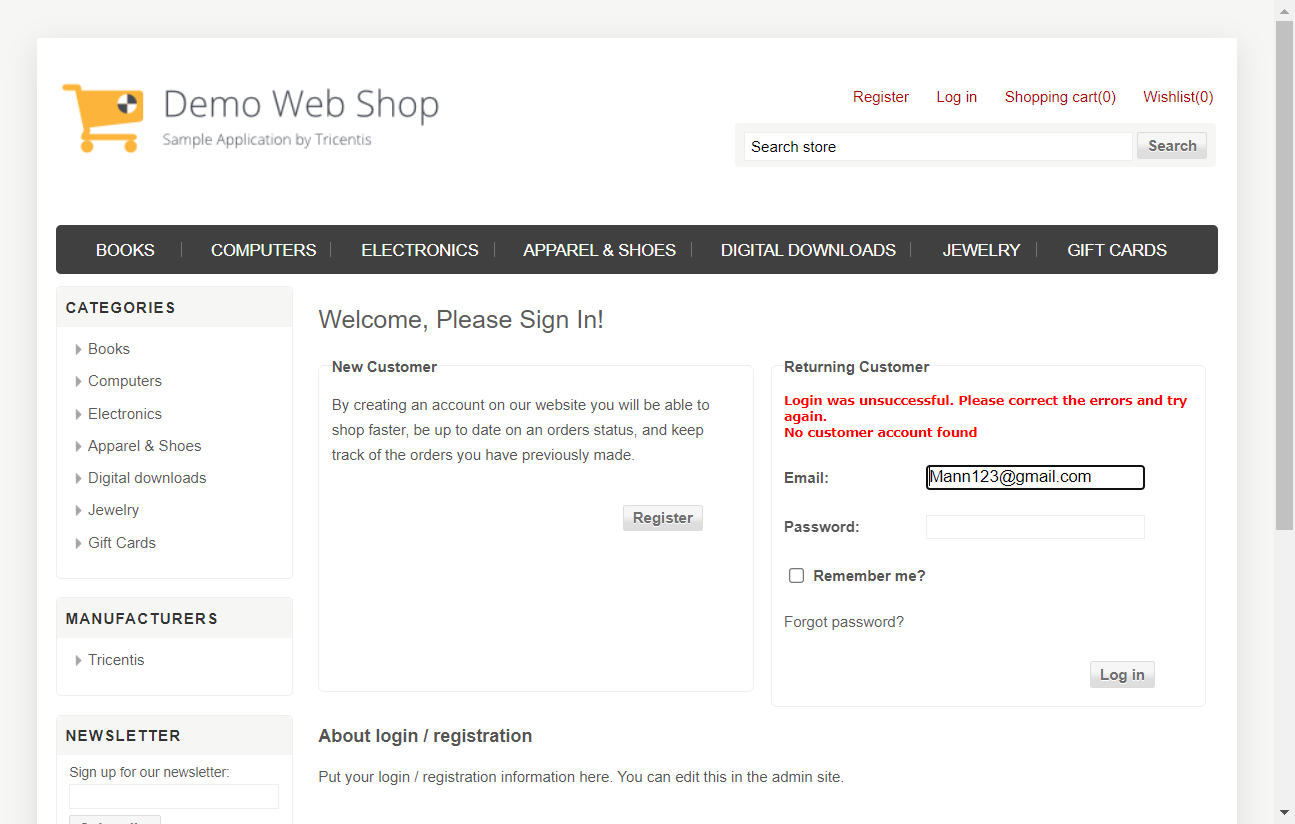 Demo Web Shop
Sample Application by Tricentis
Register Log in Shopping cart(0) Wishlist(0)
Search store Search
BOOKS COMPUTERS ELECTRONICS APPAREL & SHOES DIGITAL DOWNLOADS JEWELRY GIFT CARDS
CATEGORIES
Books
Computers
Electronics
Apparel & Shoes
Digital downloads
Jewelry
Gift Cards
MANUFACTURERS
Tricentis
NEWSLETTER
Sign up for our newsletter:
Welcome, Please Sign In!
New Customer
By creating an account on our website you will be able to
shop faster, be up to date on an orders status, and keep
track of the orders you have previously made.
Register
Returning Customer
Login was unsuccessful. Please correct the errors and try
again.
No customer account found
Email: Mann123@gmail.com
Password:
Remember me?
Forgot password?
Log in
About login / registration
Put your login / registration information here. You can edit this in the admin site.